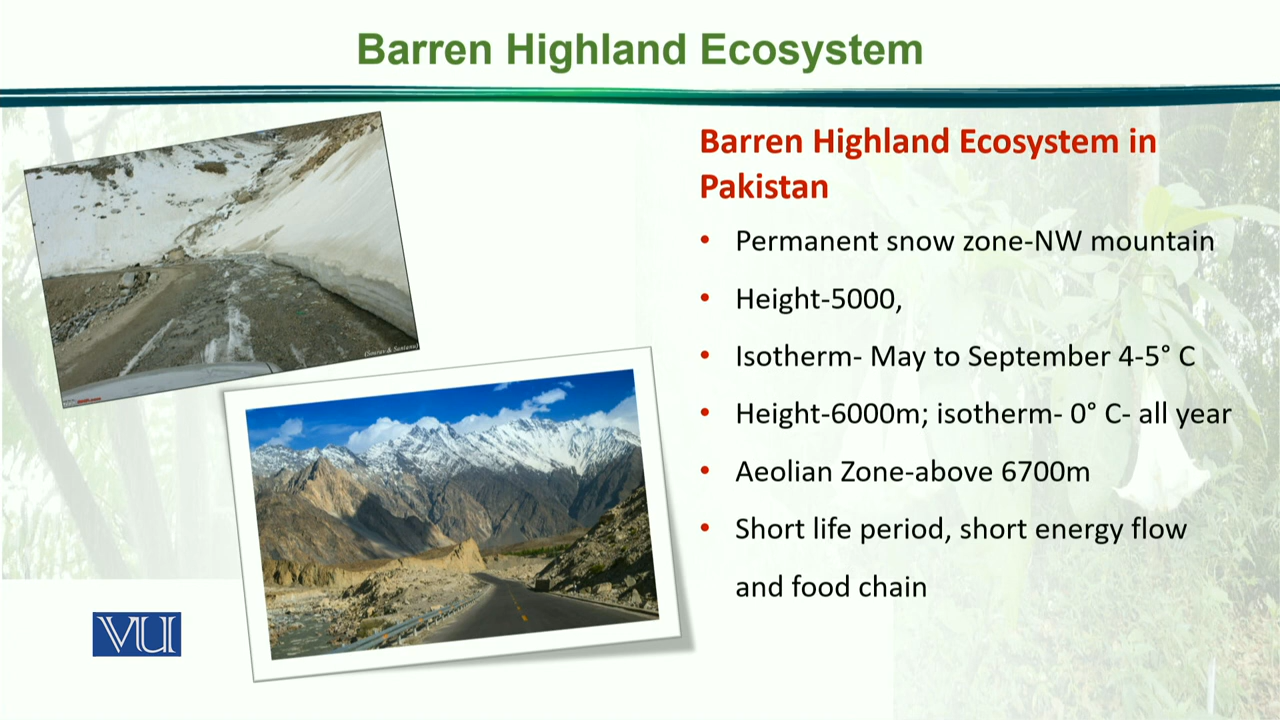 Barren Highland Ecosystem
Barren Highland Ecosystem in
Pakistan
• Permanent snow zone-NW mountain
• Height-5000,
• Isotherm- May to September 4-5° C
• Height-6000m; isotherm- 0° C- all year
• Aeolian Zone-above 6700m
• Short life period, short energy flow
and food chain
(Sourav & Santanu)
VU